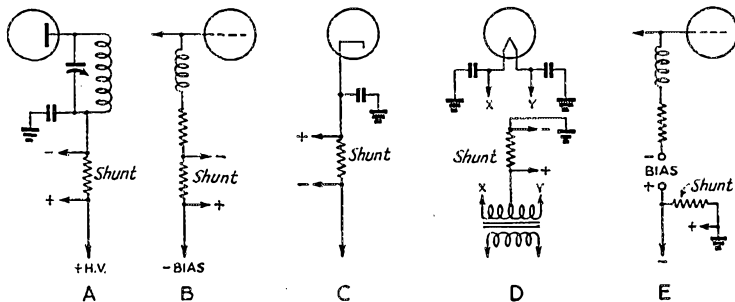 X Y
-
Shunt
+
+H.V.
A
-
Shunt
+
-BIAS
B
+
Shunt
-
C
-
Shunt
+
X Y
D
-
BIAS
+
Shunt
+
-
E